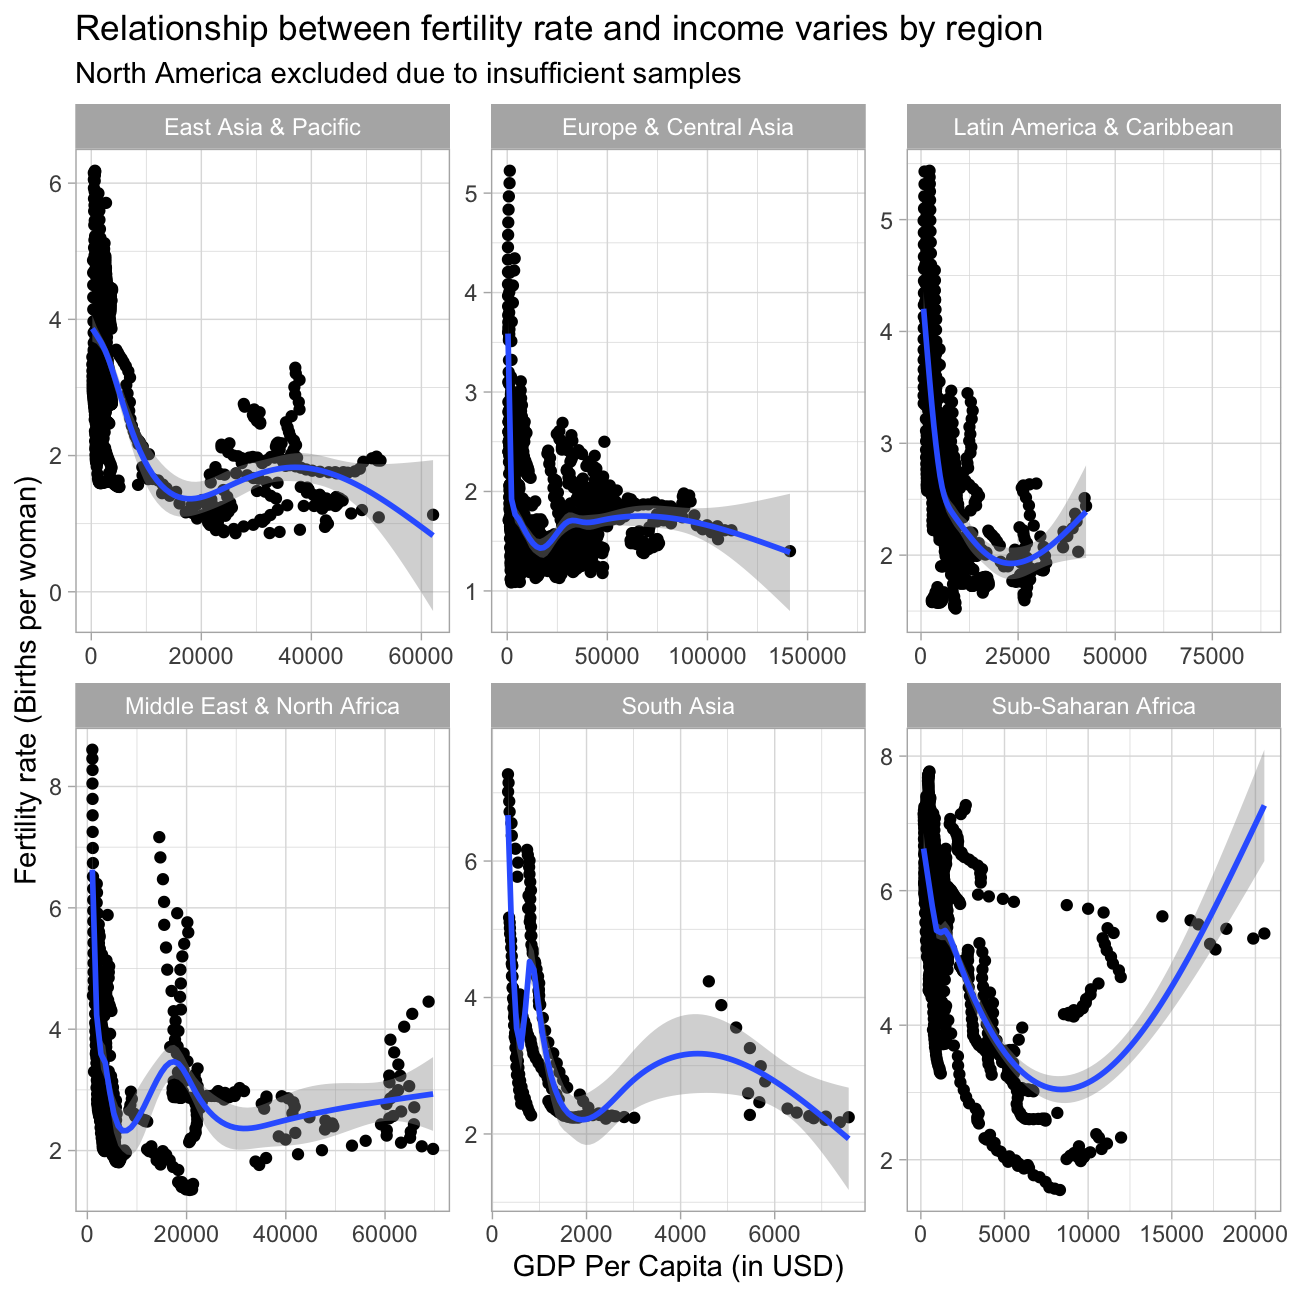 Relationship between fertility rate and income varies by region
North America excluded due to insufficient samples
East Asia & Pacific
Europe & Central Asia
Latin America & Caribbean
6
4
2
0
5
4
3
2
1
5
4
3
2
0 20000 40000 60000
0 50000 100000 150000
0 25000 50000 75000
Fertility rate (Births per woman)
Middle East & North Africa
South Asia
Sub-Saharan Africa
8
6
4
2
6
4
2
8
6
4
2
0 20000 40000 60000
0 2000 4000 6000
0 5000 10000 15000 20000
GDP Per Capita (in USD)